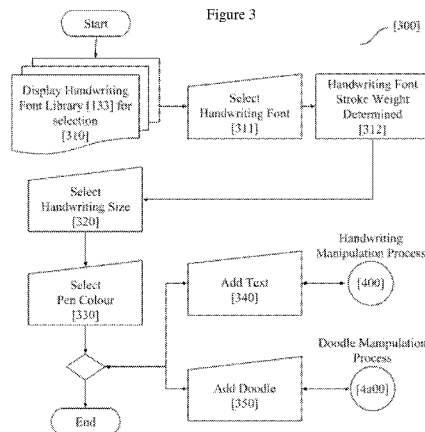 Figure 3
[300]
Start
Display Handwriting
Font Library [133] for
selection
[310]
Select
Handwriting Font
[311]
Handwriting Font
Stroke Weight
Determined
[312]
Select
Handwriting Size
[320]
Select
Pen Colour
[330]
Add Text
[340]
Handwriting
Manipulation Process
[400]
Add Doodle
[350]
Doodle Manipulation
Process
[4a00]
End